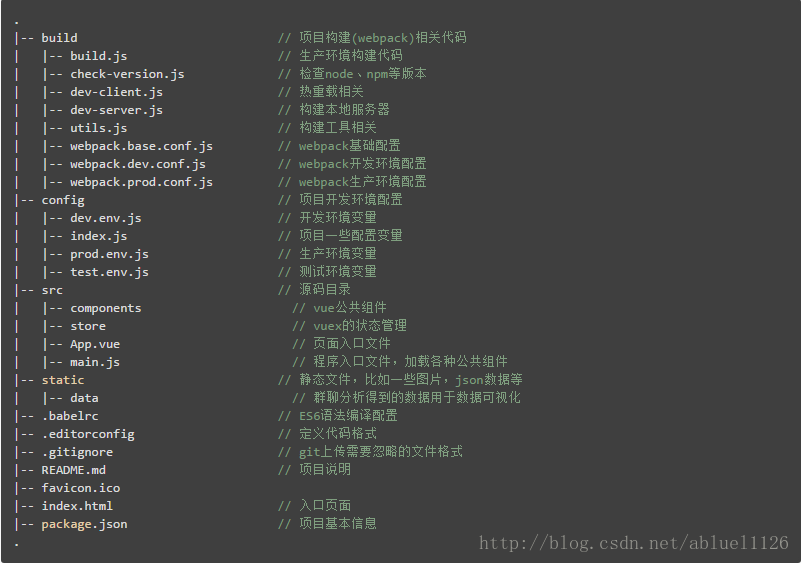 .
|-- build                            // 项目构建(webpack)相关代码
|   |-- build.js                     // 生产环境构建代码
|   |-- check-version.js             // 检查node、npm等版本
|   |-- dev-client.js                // 热重载相关
|   |-- dev-server.js                // 构建本地服务器
|   |-- utils.js                     // 构建工具相关
|   |-- webpack.base.conf.js         // webpack基础配置
|   |-- webpack.dev.conf.js          // webpack开发环境配置
|   |-- webpack.prod.conf.js         // webpack生产环境配置
|-- config                           // 项目开发环境配置
|   |-- dev.env.js                   // 开发环境变量
|   |-- index.js                     // 项目一些配置变量
|   |-- prod.env.js                  // 生产环境变量
|   |-- test.env.js                  // 测试环境变量
|-- src                              // 源码目录
|   |-- components                     // vue公共组件
|   |-- store                          // vuex的状态管理
|   |-- App.vue                        // 页面入口文件
|   |-- main.js                        // 程序入口文件，加载各种公共组件
|-- static                           // 静态文件，比如一些图片，json数据等
|   |-- data                           // 群聊分析得到的数据用于数据可视化
|-- .babelrc                         // ES6语法编译配置
|-- .editorconfig                    // 定义代码格式
|-- .gitignore                       // git上传需要忽略的文件格式
|-- README.md                        // 项目说明
|-- favicon.ico
|-- index.html                       // 入口页面
|-- package.json                     // 项目基本信息
.
http://blog.csdn.net/abluel1126